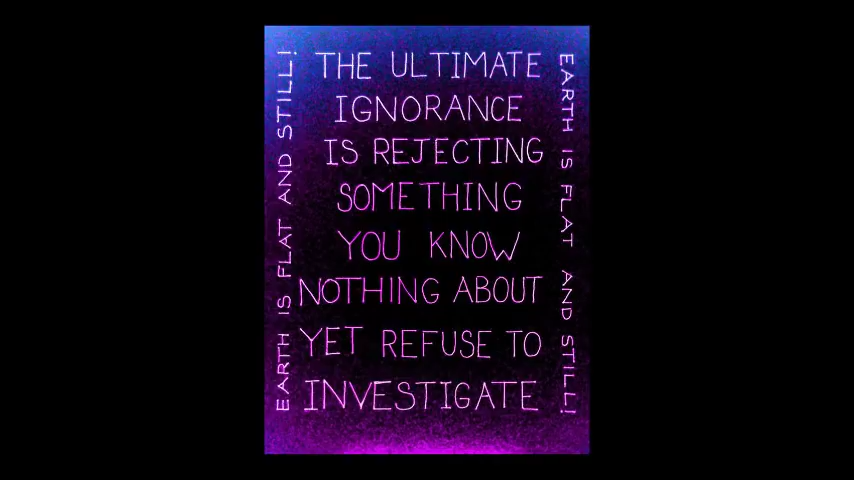 THE ULTIMATE
IGNORANCE
IS REJECTING
SOMETHING
YOU KNOW
NOTHING ABOUT
YET REFUSE TO
INVESTIGATE
EARTH IS FLAT AND STILL!
EARTH IS FLAT AND STILL!